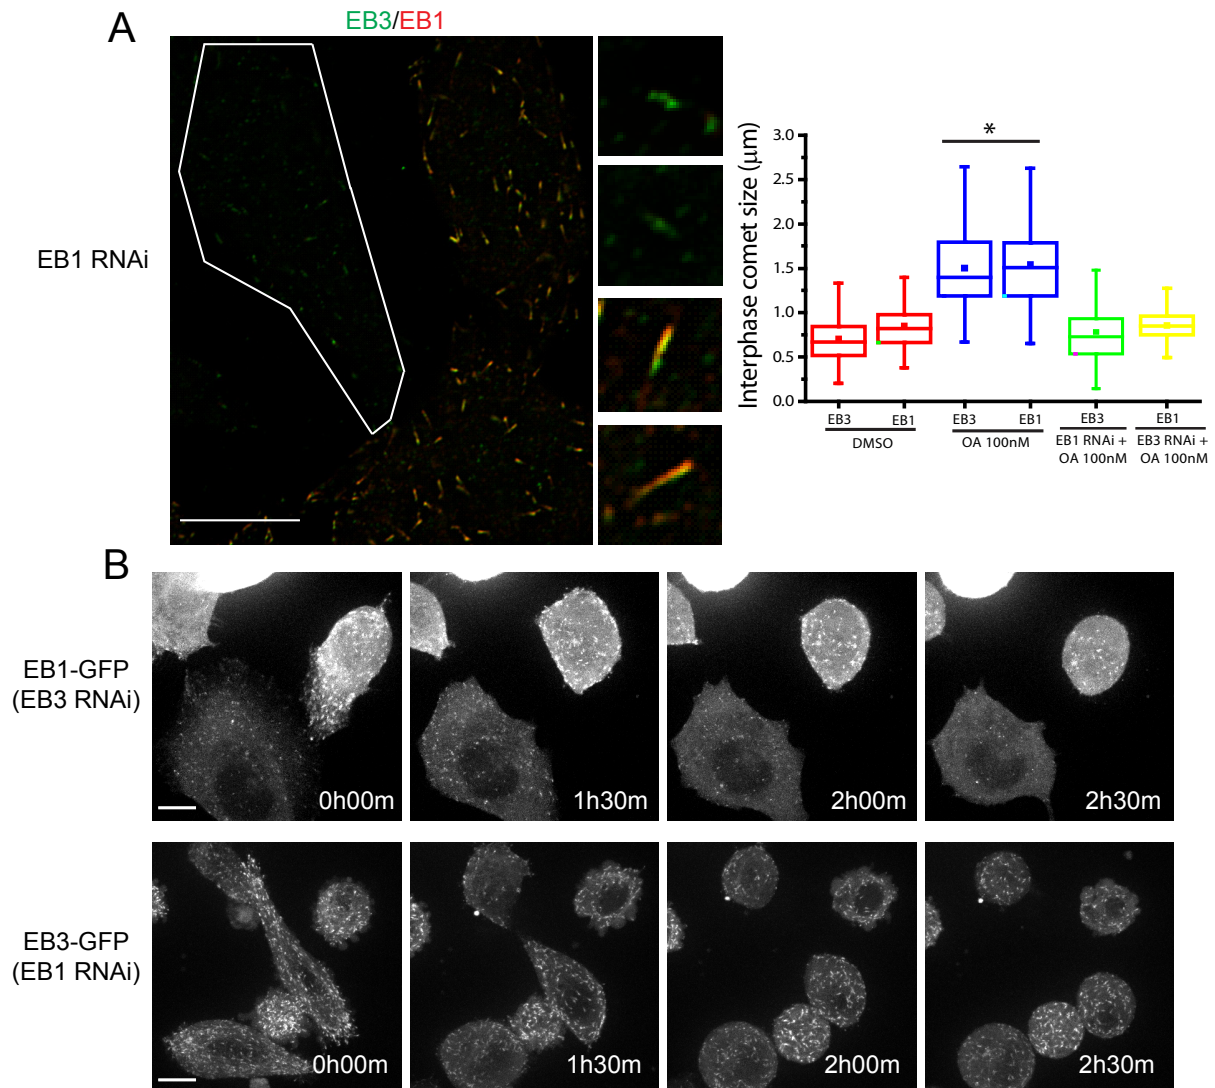 A
EB3/EB1
EB1 RNAi
*
Interphase comet size (μm)
3.0
2.5
2.0
1.5
1.0
0.5
0.0
EB3 EB1 EB3 EB1 EB3 EB1
DMSO OA 100nM EB1 RNAi + EB3 RNAi +
OA 100nM OA 100nM
B
EB1-GFP
(EB3 RNAi)
0h00m 1h30m 2h00m 2h30m
EB3-GFP
(EB1 RNAi)
0h00m 1h30m 2h00m 2h30m